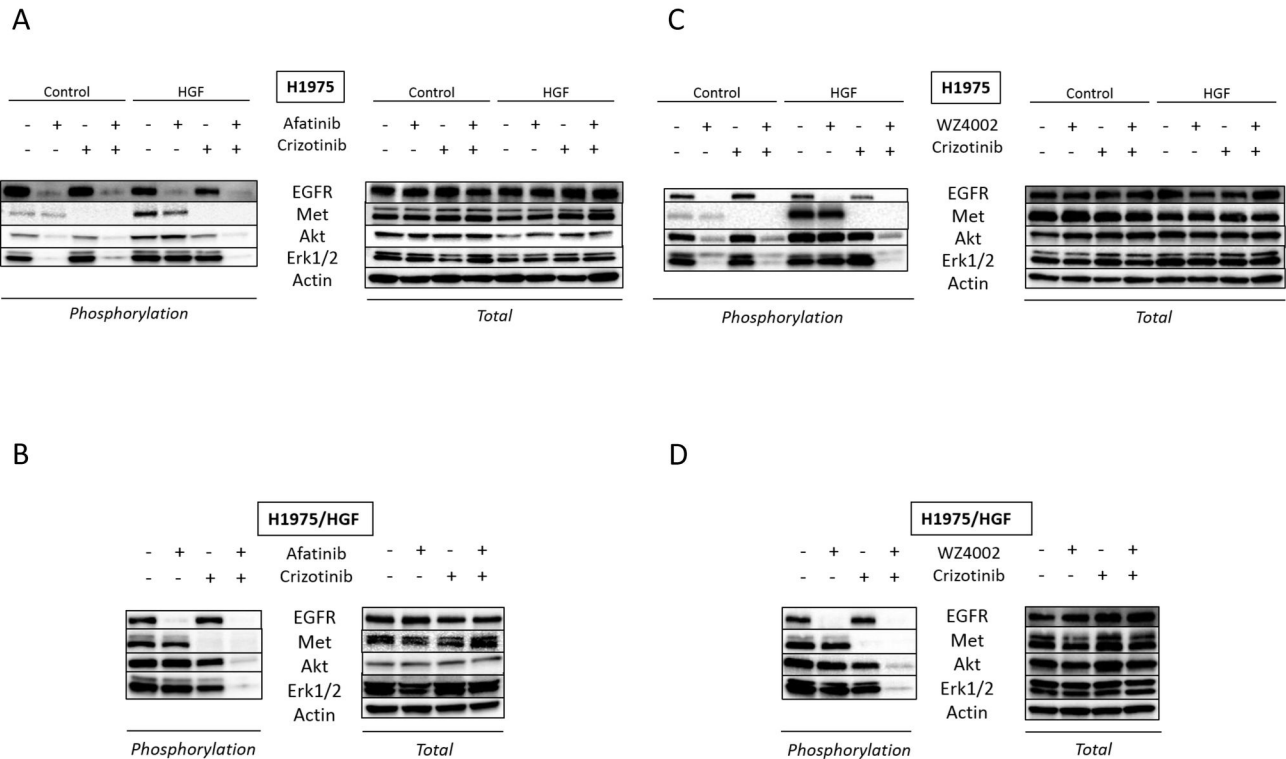 A
H1975
Control HGF Control HGF
- + - + - + - + Afatinib - + - + - + - +
- - + + - - + + Crizotinib - - + + - - + +
EGFR
Met
Akt
Erk1/2
Actin
Phosphorylation Total
C
H1975
Control HGF Control HGF
- + - + - + - + WZ4002 - + - + - + - +
- - + + - - + + Crizotinib - - + + - - + +
EGFR
Met
Akt
Erk1/2
Actin
Phosphorylation Total
B
H1975/HGF
- + - + Afatinib - + - +
- - + + Crizotinib - - + +
EGFR
Met
Akt
Erk1/2
Actin
Phosphorylation Total
D
H1975/HGF
- + - + WZ4002 - + - +
- - + + Crizotinib - - + +
EGFR
Met
Akt
Erk1/2
Actin
Phosphorylation Total